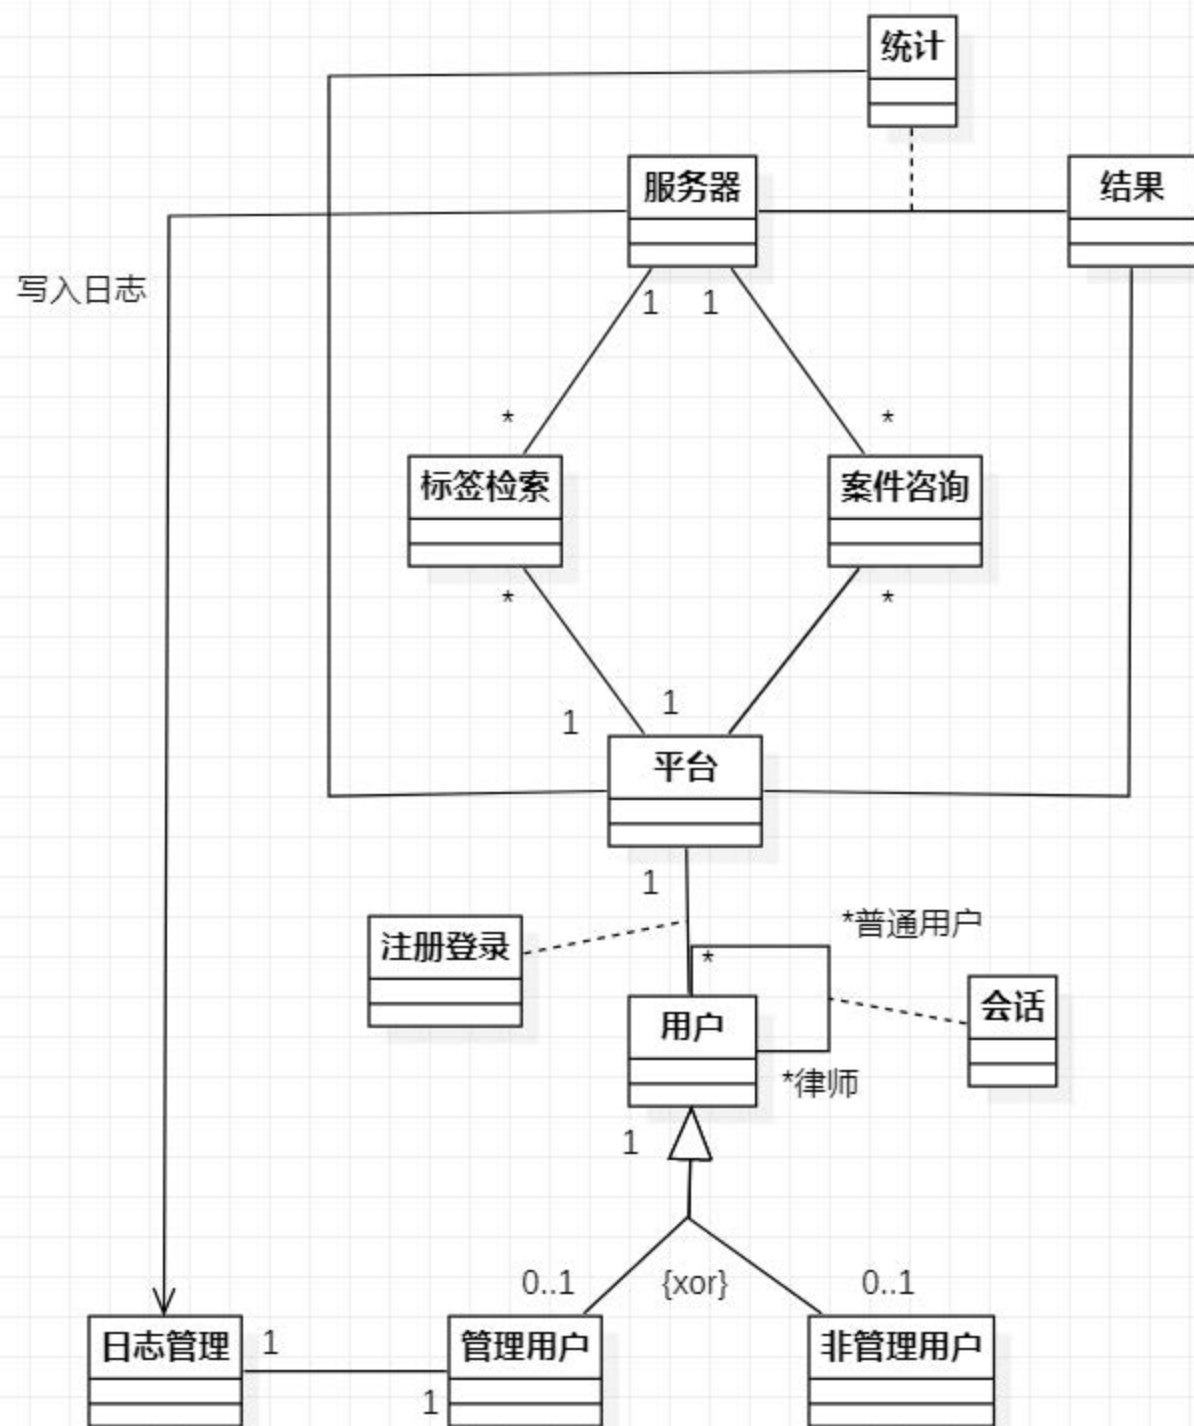 统计
服务器
结果
写入日志
1
1
*
*
标签检索
案件咨询
*
*
1
1
平台
1
*普通用户
注册登录
*
会话
用户
*律师
1
0..1
{xor}
0..1
日志管理
1
管理用户
非管理用户
1